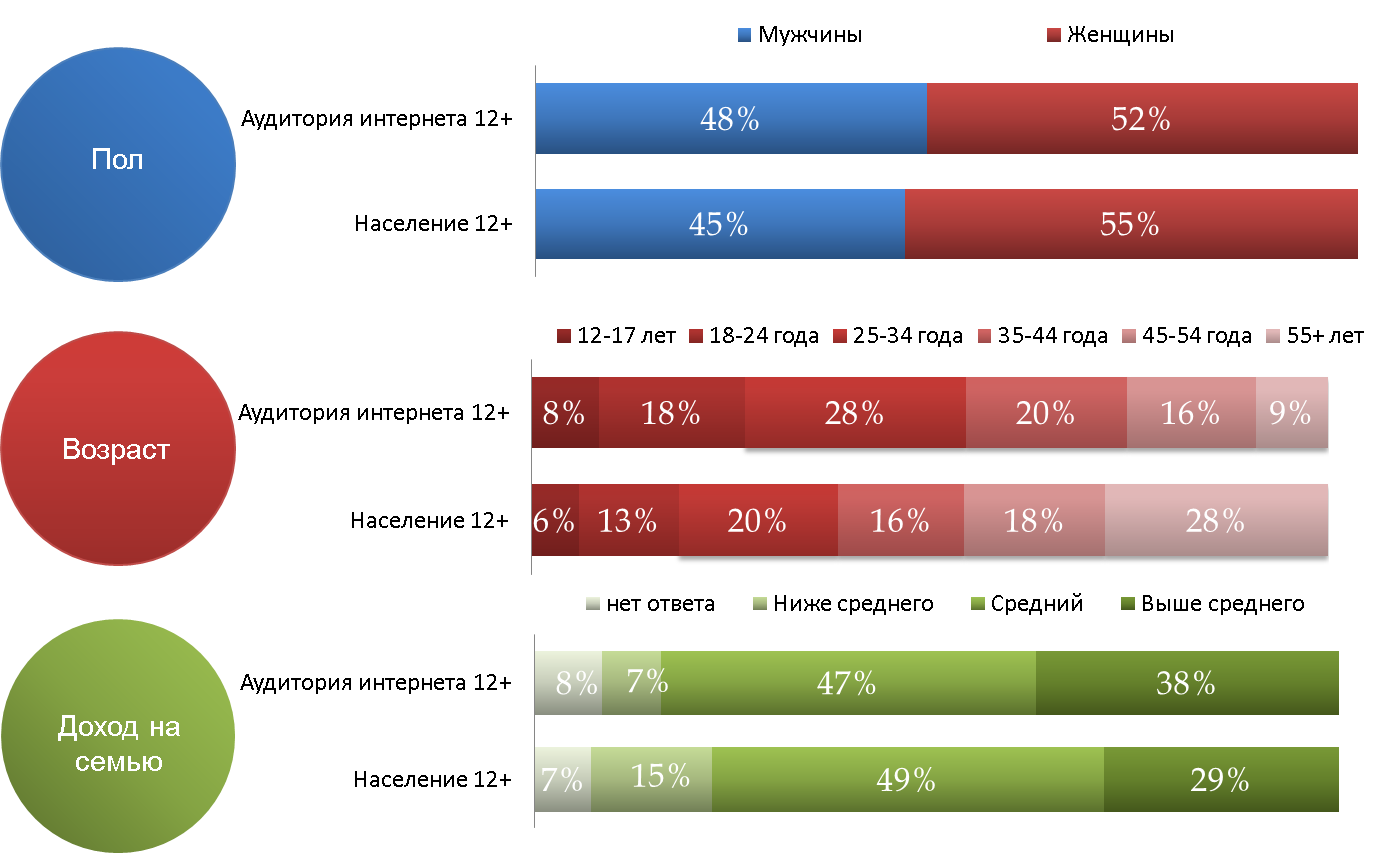 Мужчины Женщины
Пол
Аудитория интернета 12+ 48% 52%
Население 12+ 45% 55%
12-17 лет 18-24 года 25-34 года 35-44 года 45-54 года 55+ лет
Возраст
Аудитория интернета 12+ 8% 18% 28% 20% 16% 9%
Население 12+ 6% 13% 20% 16% 18% 28%
нет ответа Ниже среднего Средний Выше среднего
Доход на
семью
Аудитория интернета 12+ 8% 7% 47% 38%
Население 12+ 7% 15% 49% 29%